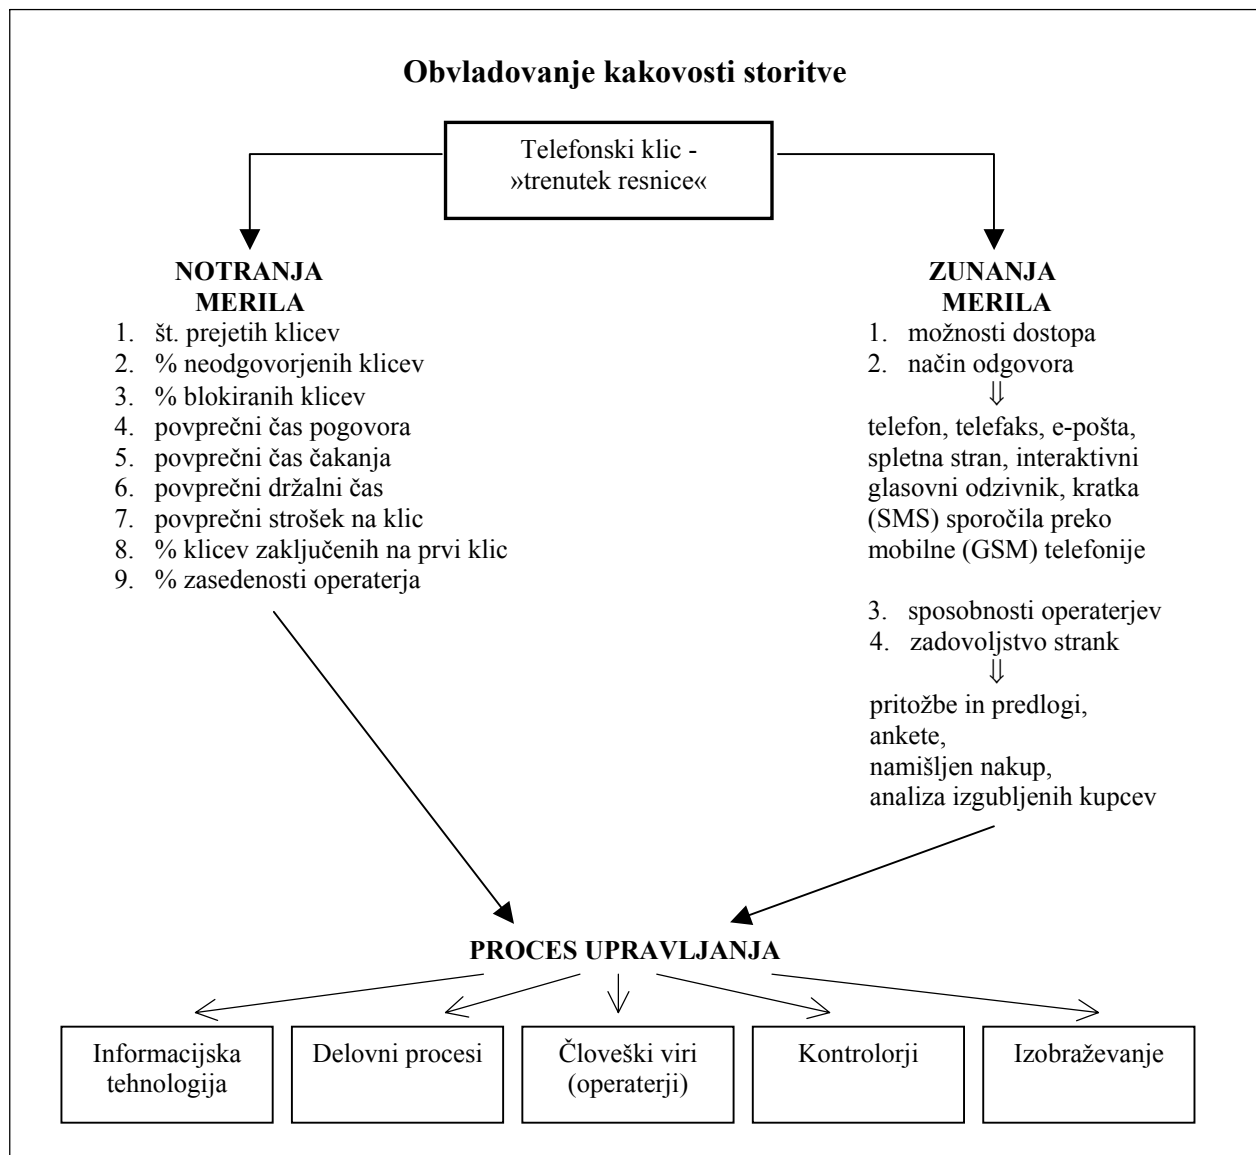 Obvladovanje kakovosti storitve
Telefonski klic -
»trenutek resnice«
NOTRANJA
MERILA
1. št. prejetih klicev
2. % neodgovorjenih klicev
3. % blokiranih klicev
4. povprečni čas pogovora
5. povprečni čas čakanja
6. povprečni držalni čas
7. povprečni strošek na klic
8. % klicev zaključenih na prvi klic
9. % zasedenosti operaterja
ZUNANJA
MERILA
1. možnosti dostopa
2. način odgovora
⇓
telefon, telefaks, e-pošta,
spletna stran, interaktivni
glasovni odzivnik, kratka
(SMS) sporočila preko
mobilne (GSM) telefonije
3. sposobnosti operaterjev
4. zadovoljstvo strank
⇓
pritožbe in predlogi,
ankete,
namišljen nakup,
analiza izgubljenih kupcev
PROCES UPRAVLJANJA
Informacijska
tehnologija
Delovni procesi
Človeški viri
(operaterji)
Kontrolorji
Izobraževanje